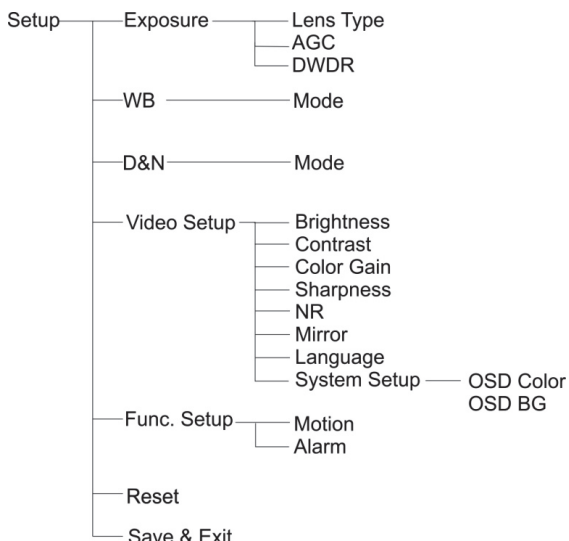 Setup Exposure Lens Type
AGC
DWDR
WB Mode
D&N Mode
Video Setup Brightness
Contrast
Color Gain
Sharpness
NR
Mirror
Language
System Setup OSD Color
OSD BG
Func. Setup Motion
Alarm
Reset
Save & Exit